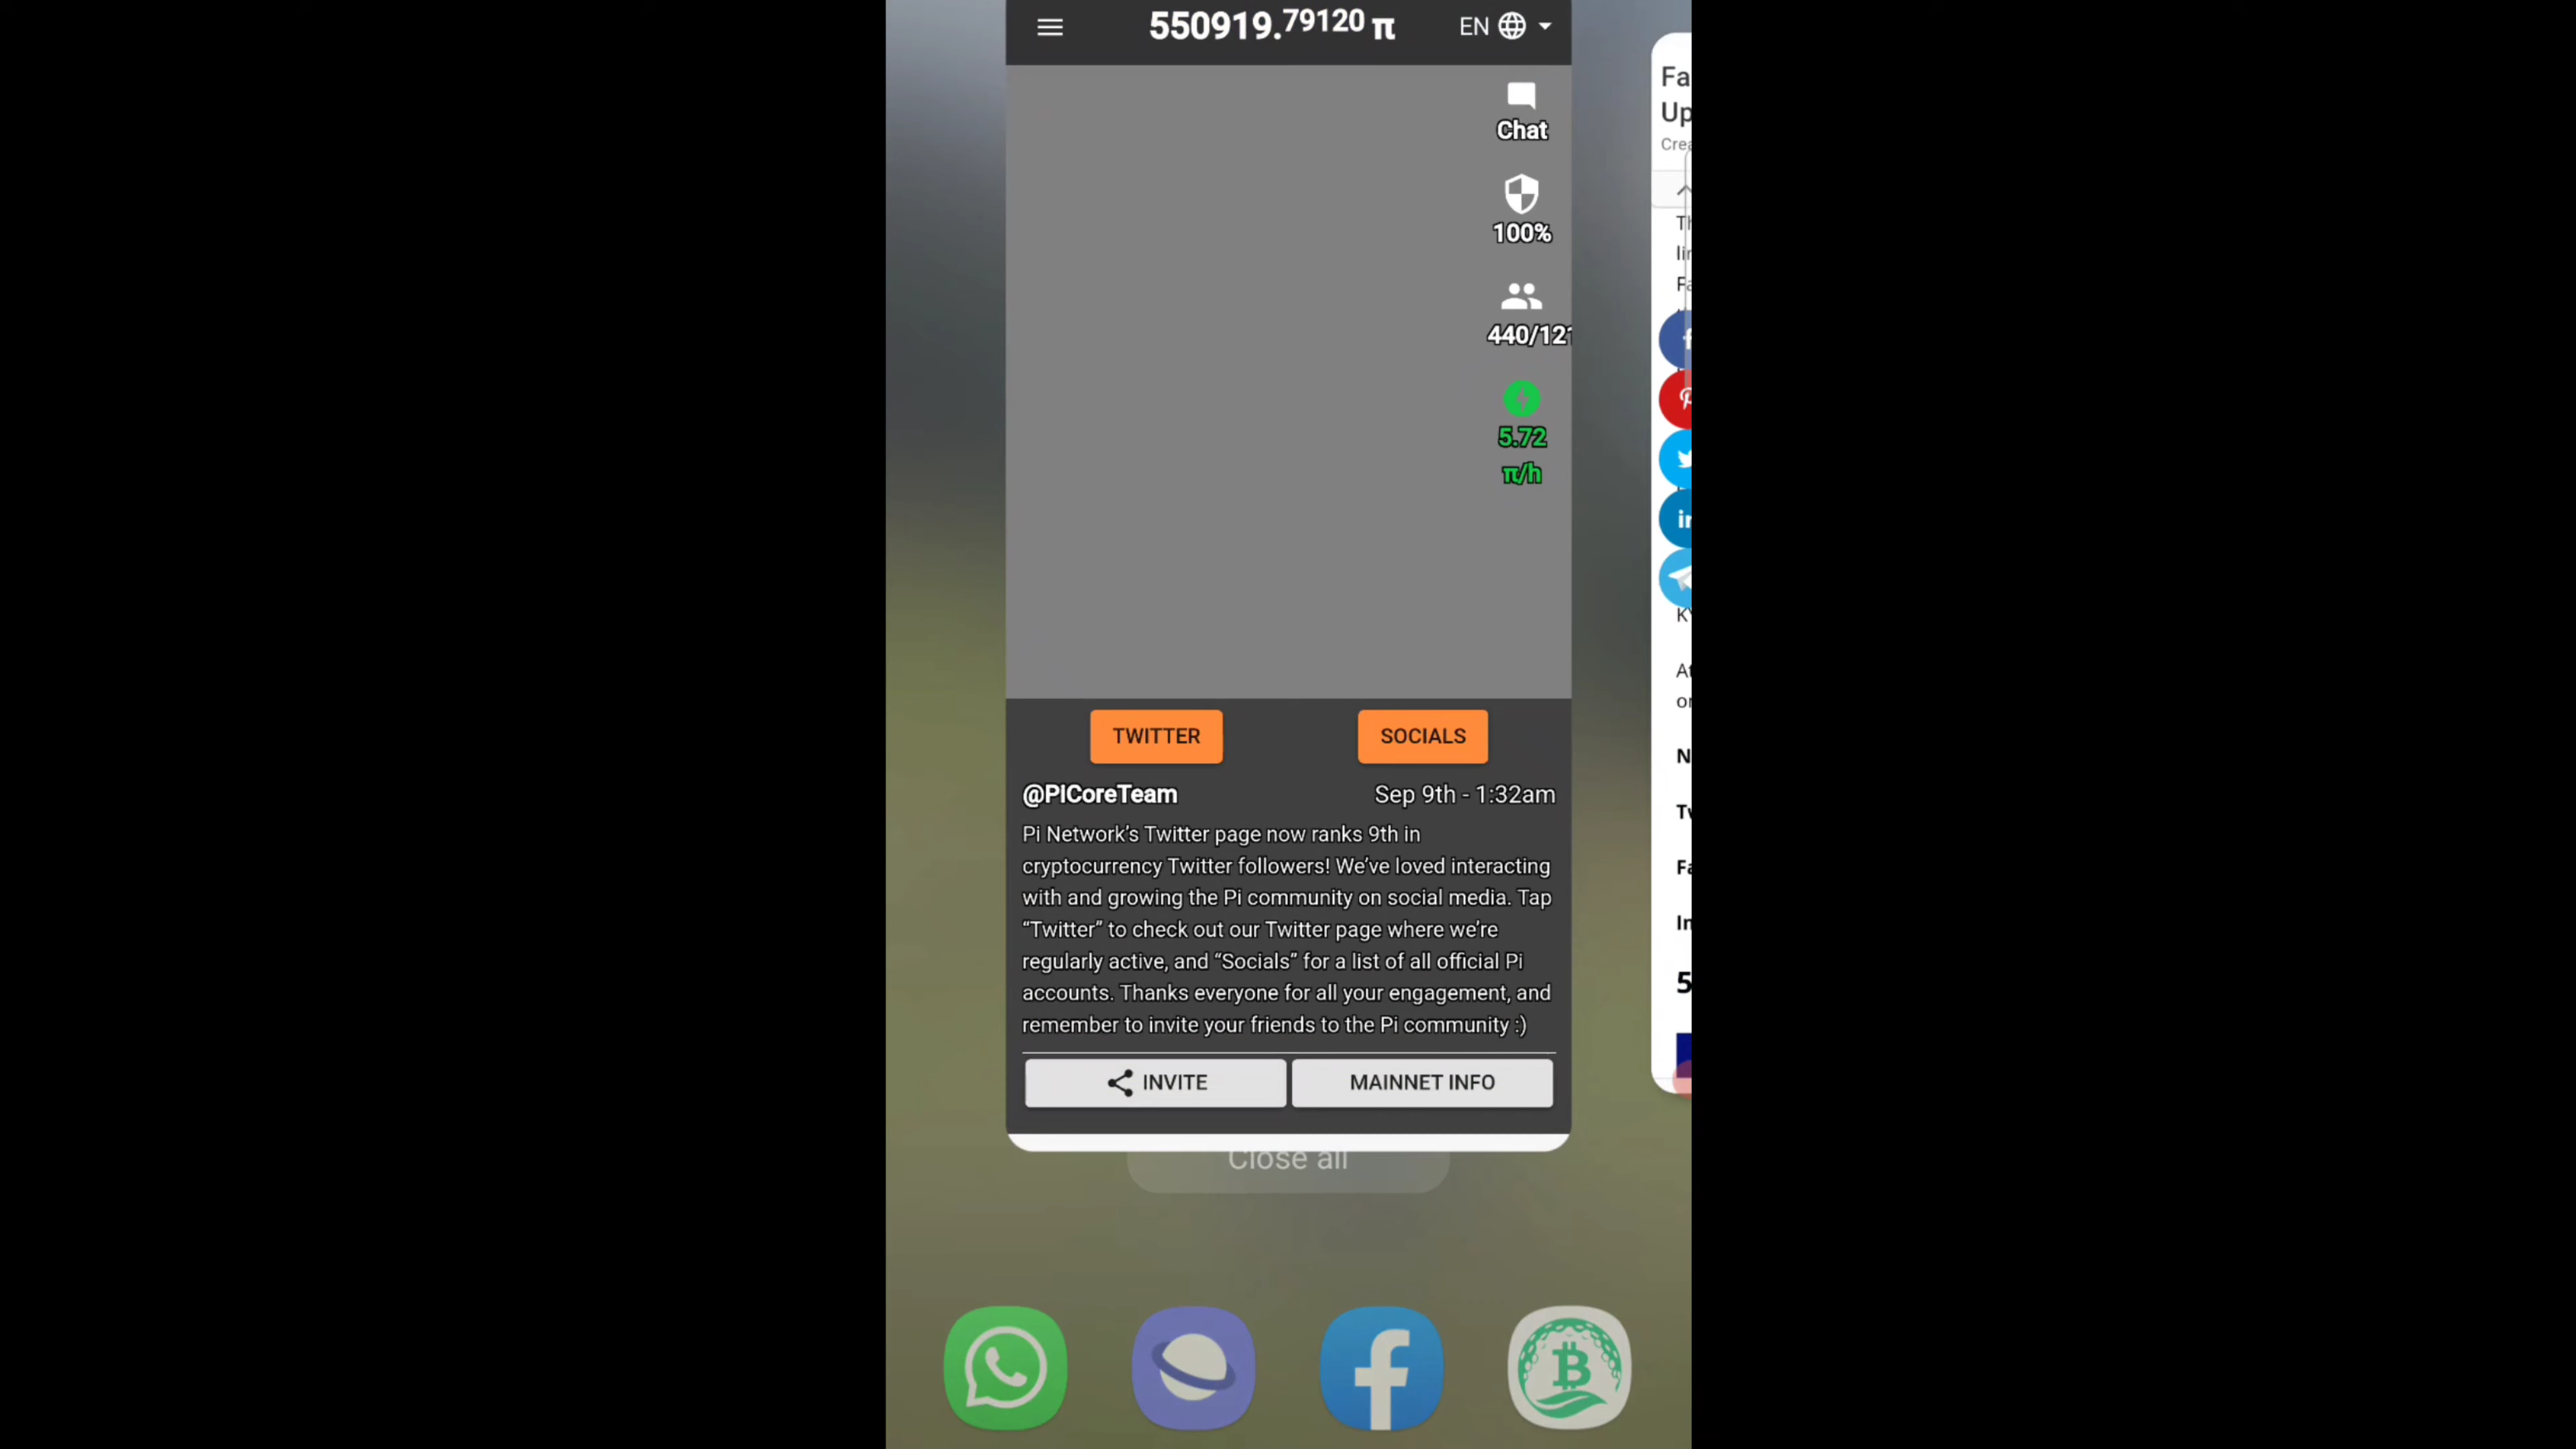 550919.79120 π
EN
Chat
100%
440/121
5.72
π/h
TWITTER
SOCIALS
@PiCoreTeam
Sep 9th - 1:32am
Pi Network’s Twitter page now ranks 9th in
cryptocurrency Twitter followers! We’ve loved interacting
with and growing the Pi community on social media. Tap
“Twitter” to check out our Twitter page where we’re
regularly active, and “Socials” for a list of all official Pi
accounts. Thanks everyone for all your engagement, and
remember to invite your friends to the Pi community :)
INVITE
MAINNET INFO
Close all
Fa
Up
Crea